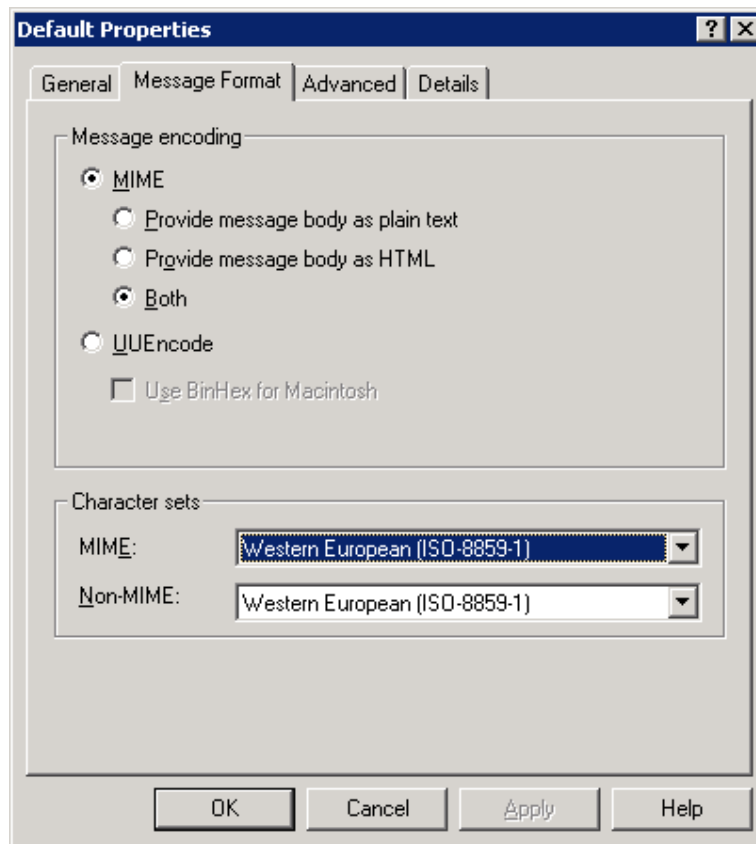 Default Properties
General Message Format Advanced Details
Message encoding
MIME
Provide message body as plain text
Provide message body as HTML
Both
UUEncode
Use BinHex for Macintosh
Character sets
MIME: Western European (ISO-8859-1)
Non-MIME: Western European (ISO-8859-1)
OK Cancel Apply Help